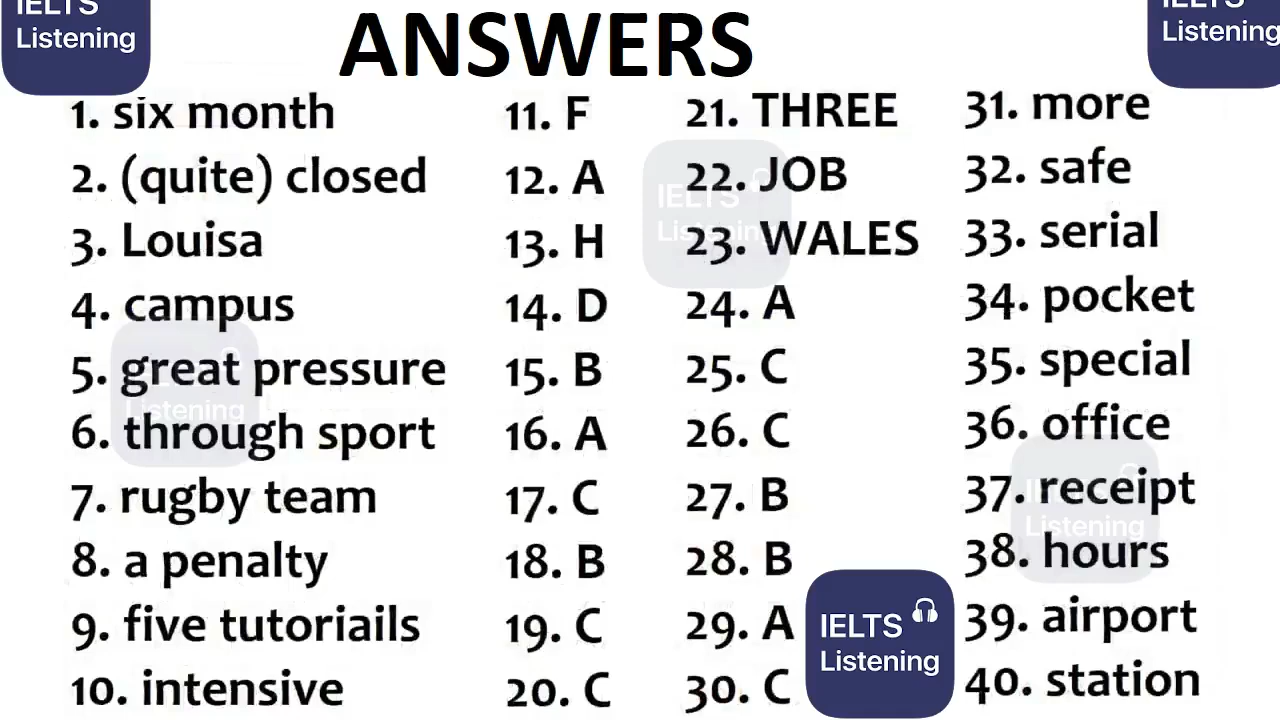 IELTS
Listening
ANSWERS
IELTS
Listening
1. six month
2. (quite) closed
3. Louisa
4. campus
5. great pressure
6. through sport
7. rugby team
8. a penalty
9. five tutoriails
10. intensive
11. F
12. A
13. H
14. D
15. B
16. A
17. C
18. B
19. C
20. C
21. THREE
22. JOB
23. WALES
24. A
25. C
26. C
27. B
28. B
29. A
30. C
31. more
32. safe
33. serial
34. pocket
35. special
36. office
37. receipt
38. hours
39. airport
40. station
IELTS
Listening
Listening
Listening
IELTS
Listening